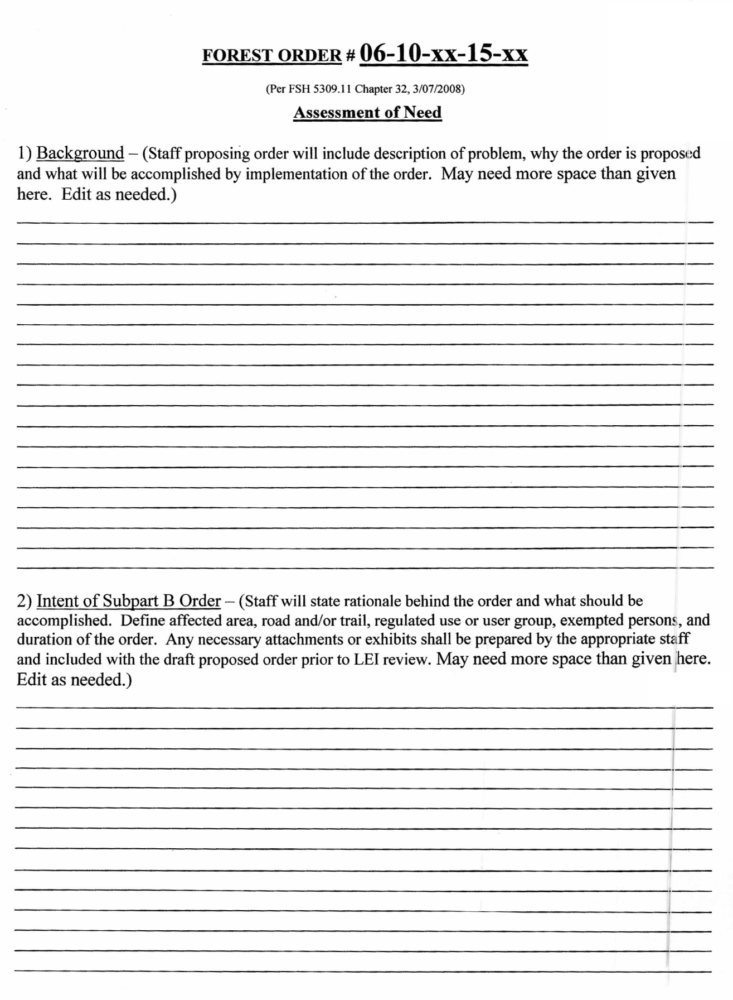 FOREST ORDER # 06-10-xx-15-xx
(Per FSH 5309.11 Chapter 32, 3/07/2008)
Assessment of Need
1) Background – (Staff proposing order will include description of problem, why the order is proposed
and what will be accomplished by implementation of the order.  May need more space than given
here.  Edit as needed.)
2) Intent of Subpart B Order – (Staff will state rationale behind the order and what should be
accomplished.  Define affected area, road and/or trail, regulated use or user group, exempted persons, and
duration of the order.  Any necessary attachments or exhibits shall be prepared by the appropriate staff
and included with the draft proposed order prior to LEI review. May need more space than given here.
Edit as needed.)